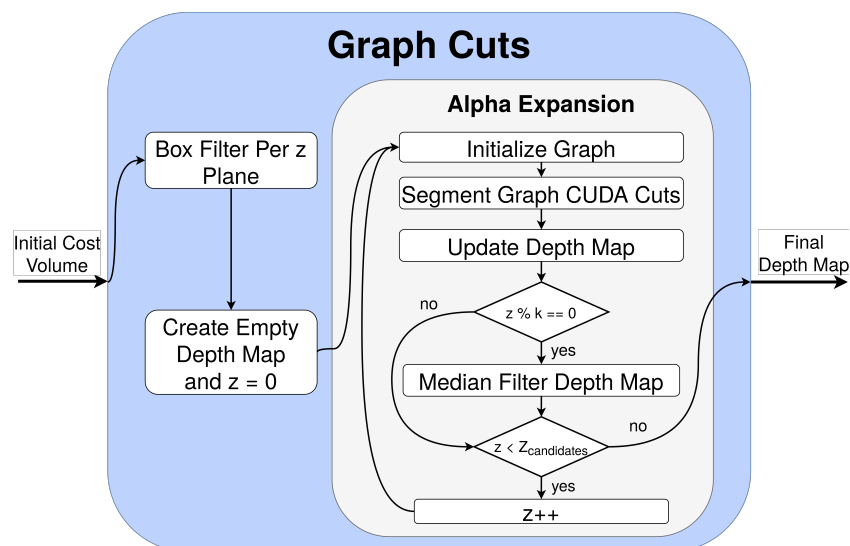 Graph Cuts
Alpha Expansion
Box Filter Per z
Plane
Initialize Graph
Segment Graph CUDA Cuts
Initial Cost
Volume
Update Depth Map
Final
Depth Map
Create Empty
Depth Map
and z = 0
no
z % k == 0
yes
Median Filter Depth Map
no
z < Zcandidates
yes
z++